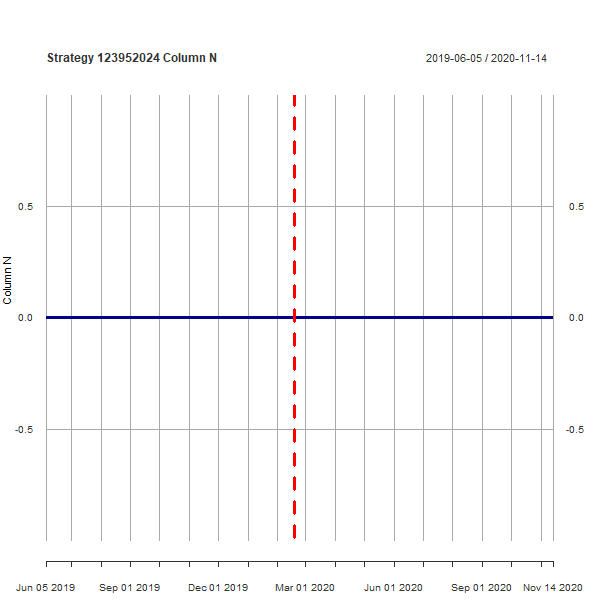 Strategy 123952024 Column N
2019-06-05 / 2020-11-14
0.5
0.5
Column N
0.0
0.0
-0.5
-0.5
Jun 05 2019
Sep 01 2019
Dec 01 2019
Mar 01 2020
Jun 01 2020
Sep 01 2020
Nov 14 2020